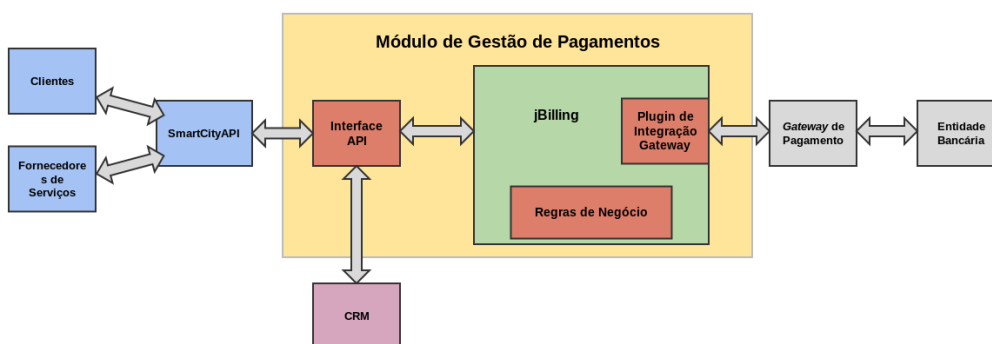 Módulo de Gestão de Pagamentos
Clientes
Fornecedore
s de
Serviços
SmartCityAPI
Interface
API
jBilling
Plugin de
Integração
Gateway
Regras de Negócio
Gateway de
Pagamento
Entidade
Bancária
CRM